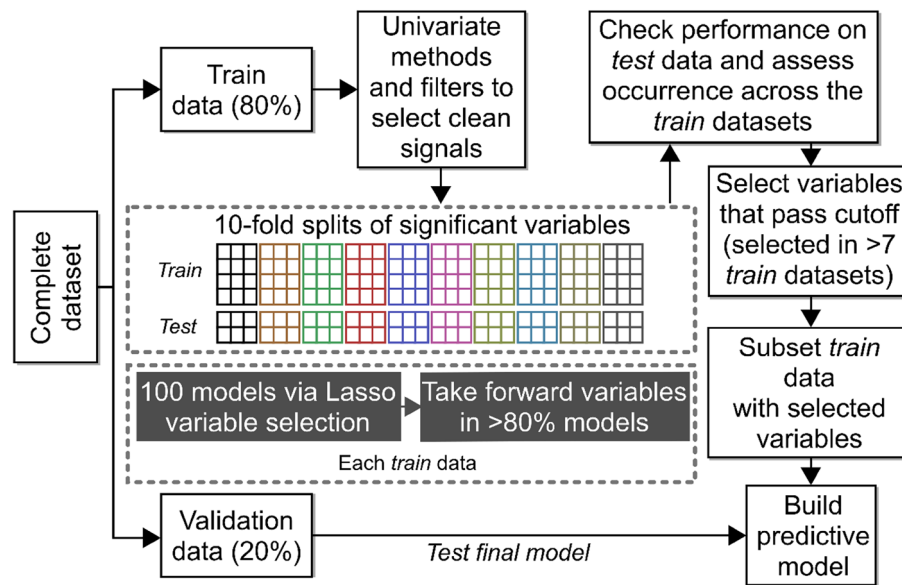 Complete
dataset
Train
data (80%)
Univariate
methods
and filters to
select clean
signals
10-fold splits of significant variables
Train
Test
100 models via Lasso
variable selection
Take forward variables
in >80% models
Each train data
Check performance on
test data and assess
occurrence across the
train datasets
Select variables
that pass cutoff
(selected in >7
train datasets)
Subset train
data
with selected
variables
Validation
data (20%)
Test final model
Build
predictive
model